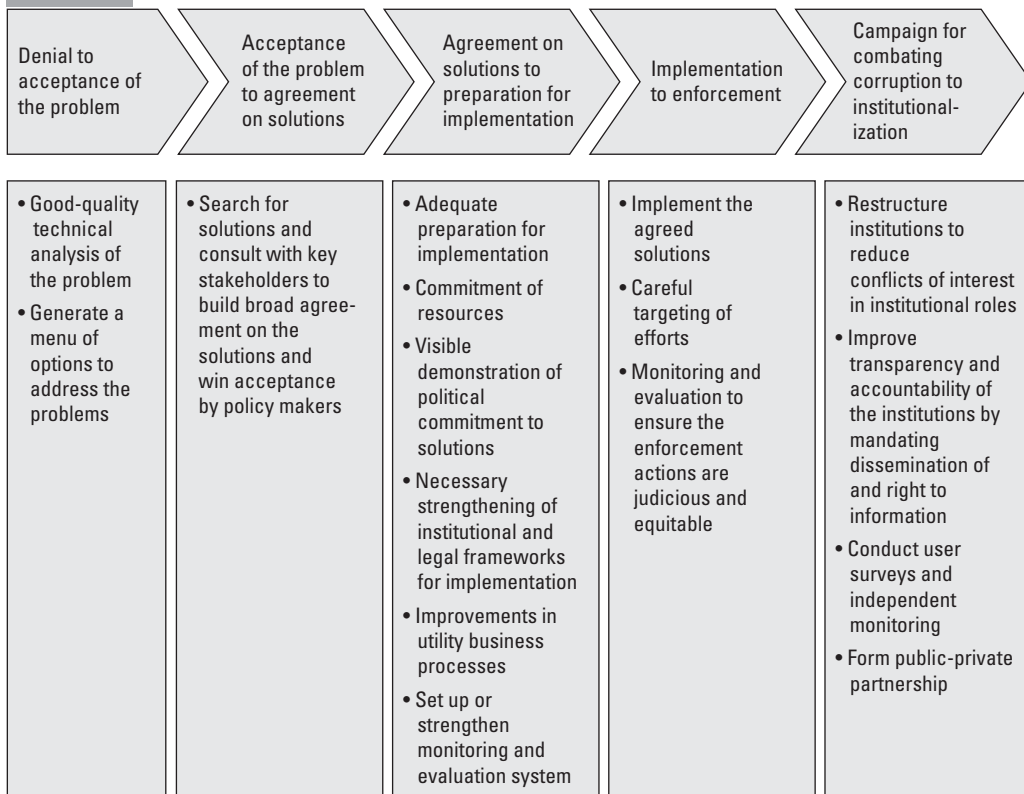 Denial to
acceptance of
the problem
Acceptance
of the problem
to agreement
on solutions
Agreement on
solutions to
preparation for
implementation
Implementation
to enforcement
Campaign for
combating
corruption to
institutional-
ization
• Good-quality
technical
analysis of
the problem
• Generate a
menu of
options to
address the
problems
• Search for
solutions and
consult with key
stakeholders to
build broad agree-
ment on the
solutions and
win acceptance
by policy makers
• Adequate
preparation for
implementation
• Commitment of
resources
• Visible
demonstration of
political
commitment to
solutions
• Necessary
strengthening of
institutional and
legal frameworks
for implementation
• Improvements in
utility business
processes
• Set up or
strengthen
monitoring and
evaluation system
• Implement the
agreed
solutions
• Careful
targeting of
efforts
• Monitoring and
evaluation to
ensure the
enforcement
actions are
judicious and
equitable
• Restructure
institutions to
reduce
conflicts of interest
in institutional roles
• Improve
transparency and
accountability of
the institutions by
mandating
dissemination of
and right to
information
• Conduct user
surveys and
independent
monitoring
• Form public-private
partnership